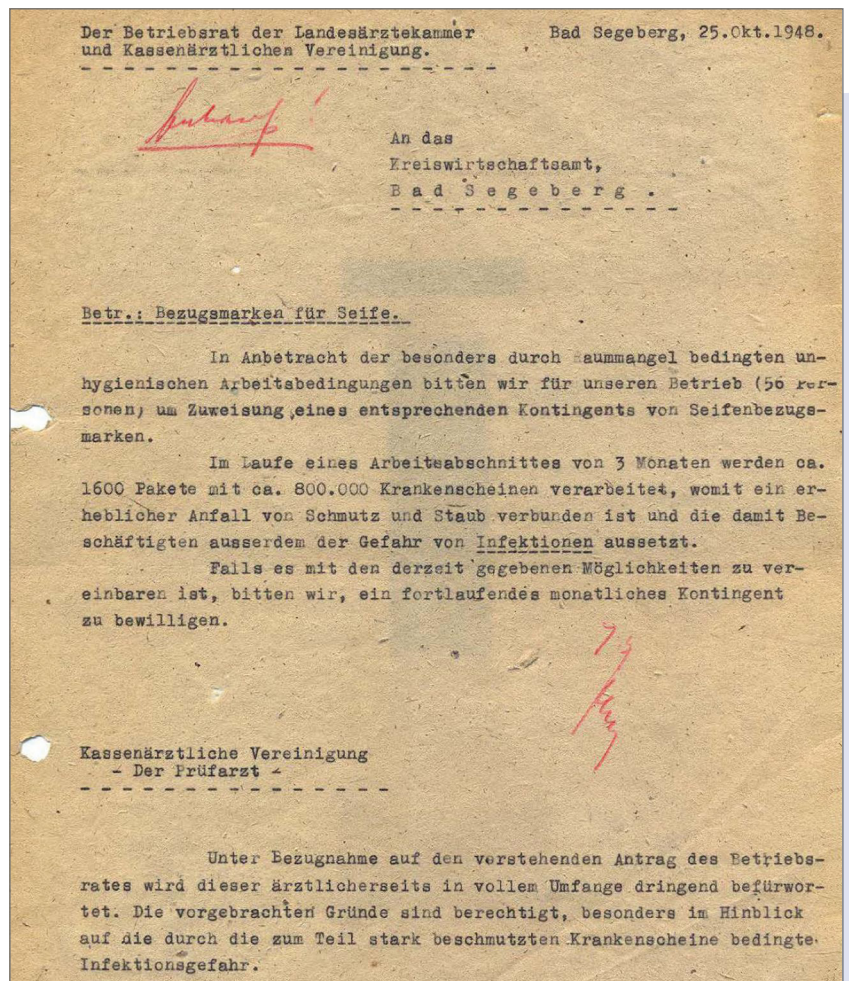 Der Betriebsrat der Landesärztekammer Bad Segeberg, 25.Okt.1948.
und Kassenärztlichen Vereinigung.
An das
Kreiswirtschaftsamt,
B a d S e g e b e r g .
Betr.: Bezugsmarken für Seife.
In Anbetracht der besonders durch Raummangel bedingten un-
hygienischen Arbeitsbedingungen bitten wir für unseren Betrieb (56 Per-
sonen) um Zuweisung eines entsprechenden Kontingents von Seifenbezugs-
marken.
Im Laufe eines Arbeitsabschnittes von 3 Monaten werden ca.
1600 Pakete mit ca. 800.000 Krankenscheinen verarbeitet, womit ein er-
heblicher Anfall von Schmutz und Staub verbunden ist und die damit Be-
schäftigten ausserdem der Gefahr von Infektionen aussetzt.
Falls es mit den derzeit gegebenen Möglichkeiten zu ver-
einbaren ist, bitten wir, ein fortlaufendes monatliches Kontingent
zu bewilligen.
Kassenärztliche Vereinigung
- Der Prüfarzt -
Unter Bezugnahme auf den vorstehenden Antrag des Betriebs-
rates wird dieser ärztlicherseits in vollem Umfange dringend befürwor-
tet. Die vorgebrachten Gründe sind berechtigt, besonders im Hinblick
auf die durch die zum Teil stark beschmutzten Krankenscheine bedingte
Infektionsgefahr.